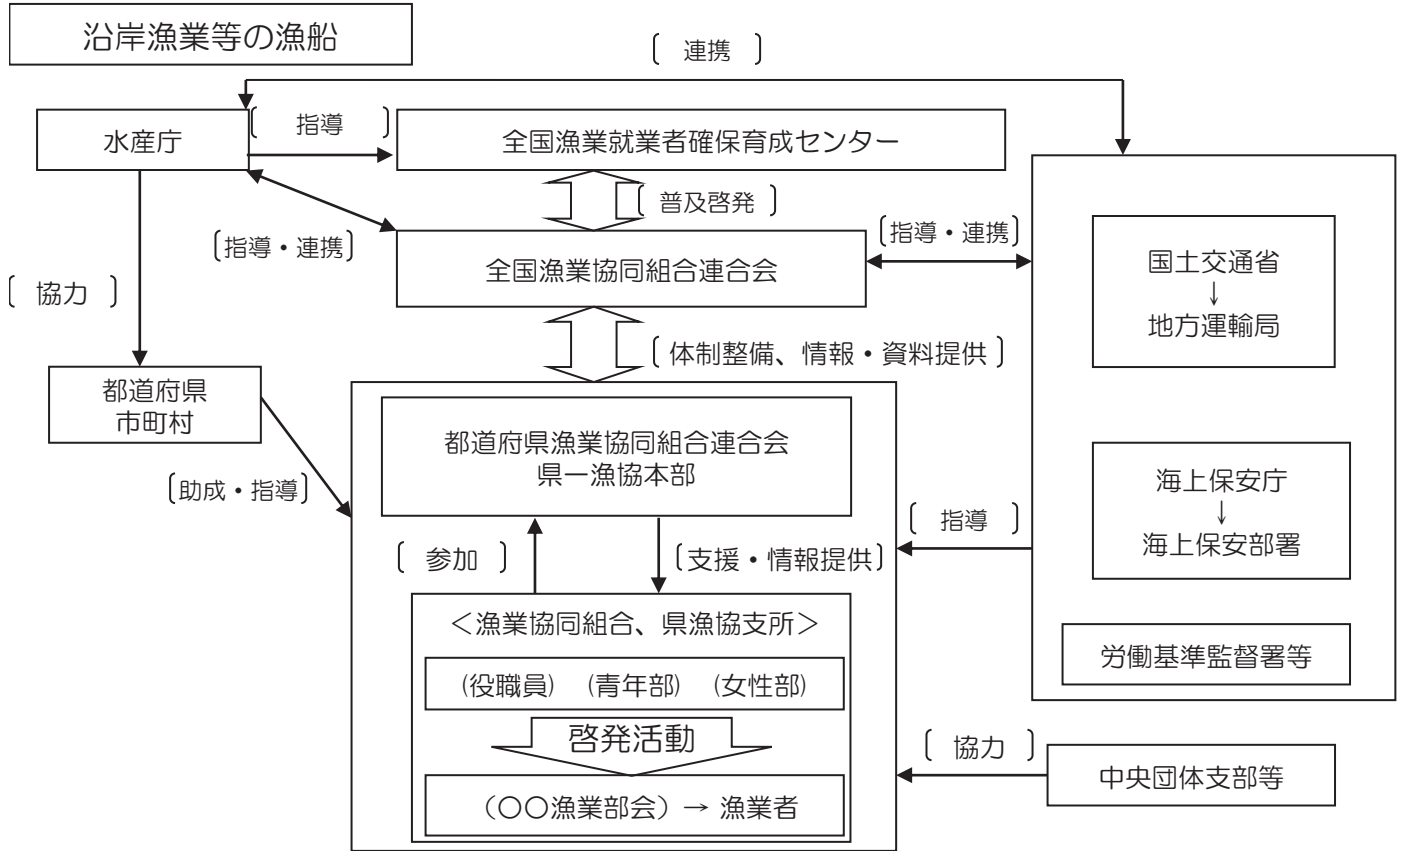 沿岸漁業等の漁船
〔 連携 〕
水産庁
〔 指導 〕
全国漁業就業者確保育成センター
〔普及啓発〕
〔指導・連携〕
全国漁業協同組合連合会
〔指導・連携〕
〔 協力 〕
国土交通省
↓
地方運輸局
〔体制整備、情報・資料提供〕
都道府県
市町村
都道府県漁業協同組合連合会
県一漁協本部
〔助成・指導〕
海上保安庁
↓
海上保安部署
〔 指導 〕
〔 参加 〕
〔支援・情報提供〕
＜漁業協同組合、県漁協支所＞
労働基準監督署等
(役職員) (青年部) (女性部)
啓発活動
〔 協力 〕
中央団体支部等
（〇〇漁業部会）→ 漁業者